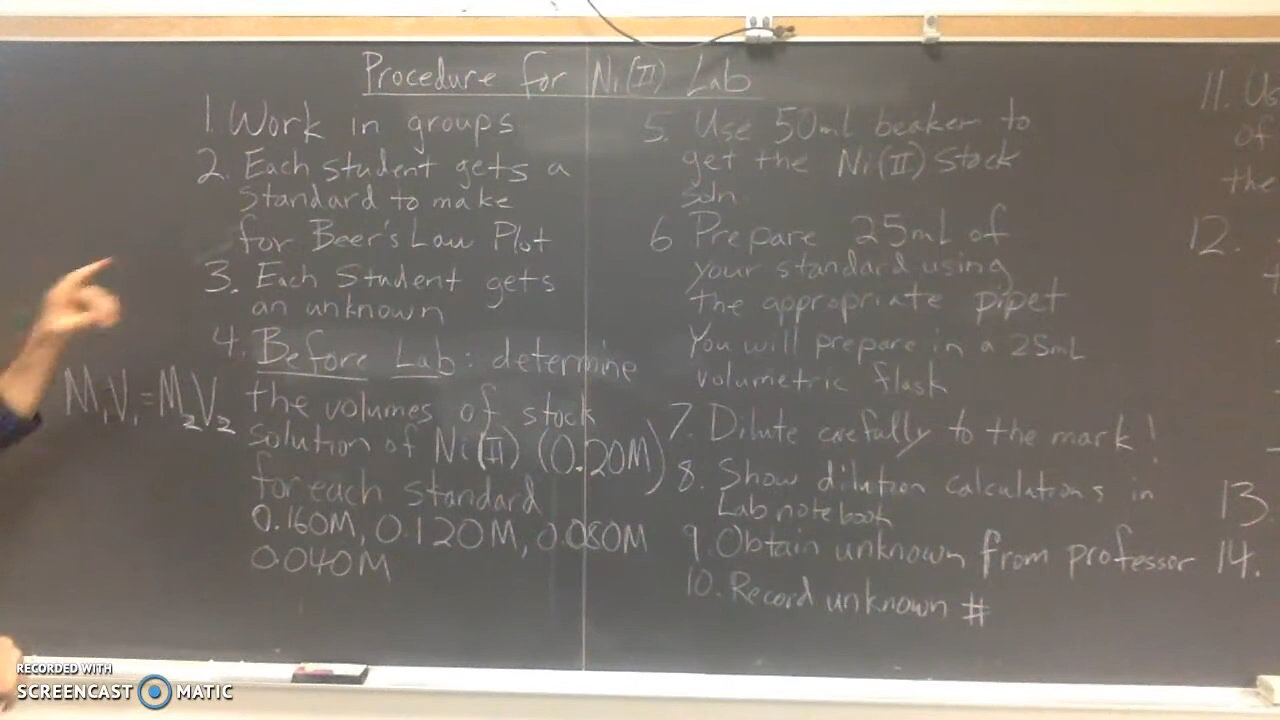 Procedure for Ni(II) Lab
1. Work in groups
2. Each student gets a
standard to make
for Beer's Law Plot
3. Each Student gets
an unknown
4. Before Lab: determine
the volumes of stock
solution of Ni(II) (0.20M)
for each standard
0.160M, 0.120M, 0.080M
0.040M
M₁V₁=M₂V₂
5. Use 50mL beaker to
get the Ni(II) Stock
soln
6 Prepare 25mL of
your standard using
the appropriate pipet
You will prepare in a 25mL
volumetric flask
7. Dilute carefully to the mark!
8. Show dilution calculations in
Lab notebook
9. Obtain unknown from professor
10. Record unknown #
11. Us
of
the
12.
13.
14.
RECORDED WITH
SCREENCAST MATIC